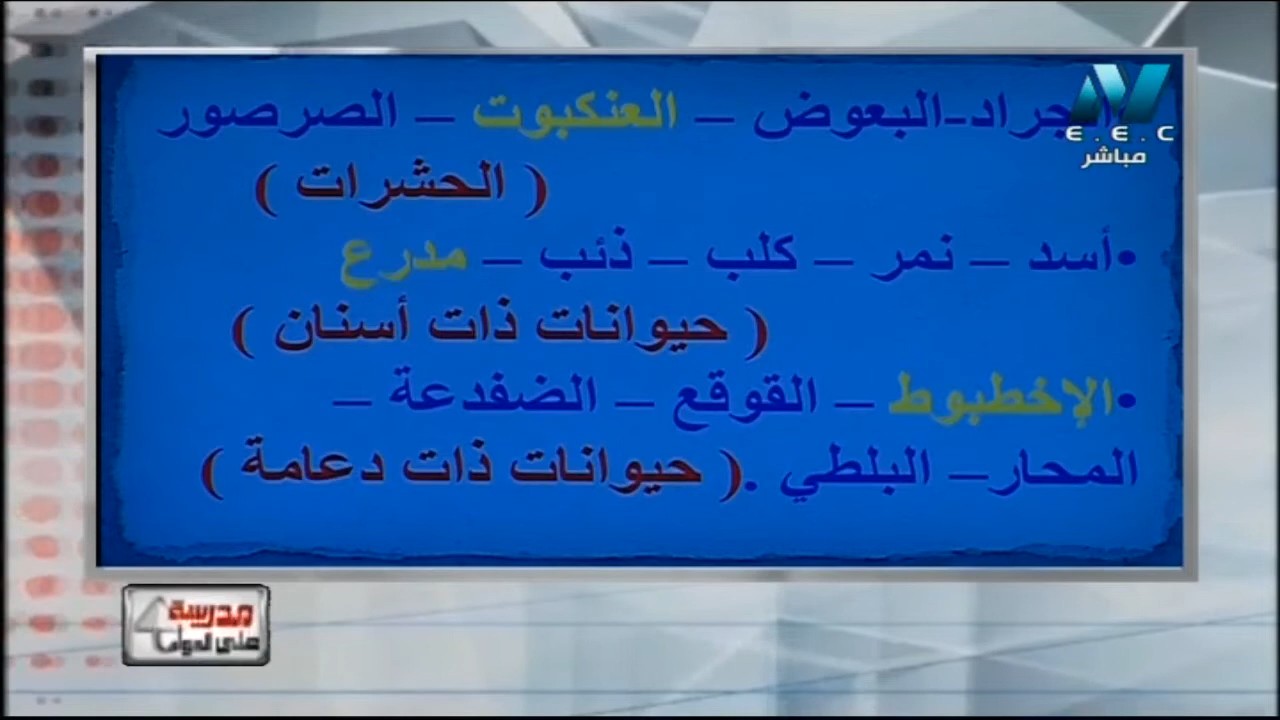 جراد-البعوض – العنكبوت – الصرصور
( الحشرات )
•أسد – نمر – كلب – ذئب – مدرع
( حيوانات ذات أسنان )
•الإخطبوط – القوقع – الضفدعة –
المحار– البلطي .( حيوانات ذات دعامة )
E.E.C
مباشر
مدرسة
على الهواء